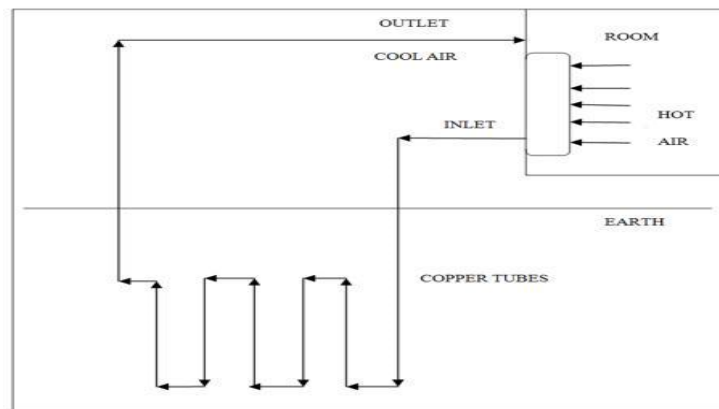 OUTLET
ROOM
COOL AIR
HOT
INLET
AIR
EARTH
COPPER TUBES